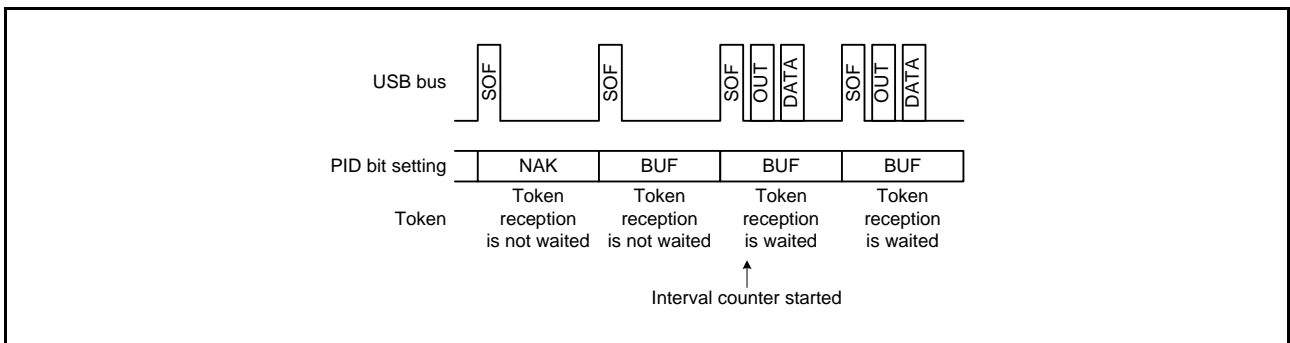 USB bus SOF SOF SOF OUT DATA SOF OUT DATA
PID bit setting NAK BUF BUF BUF
Token Token Token Token
Token reception reception reception reception
is not waited is not waited is waited is waited
Interval counter started